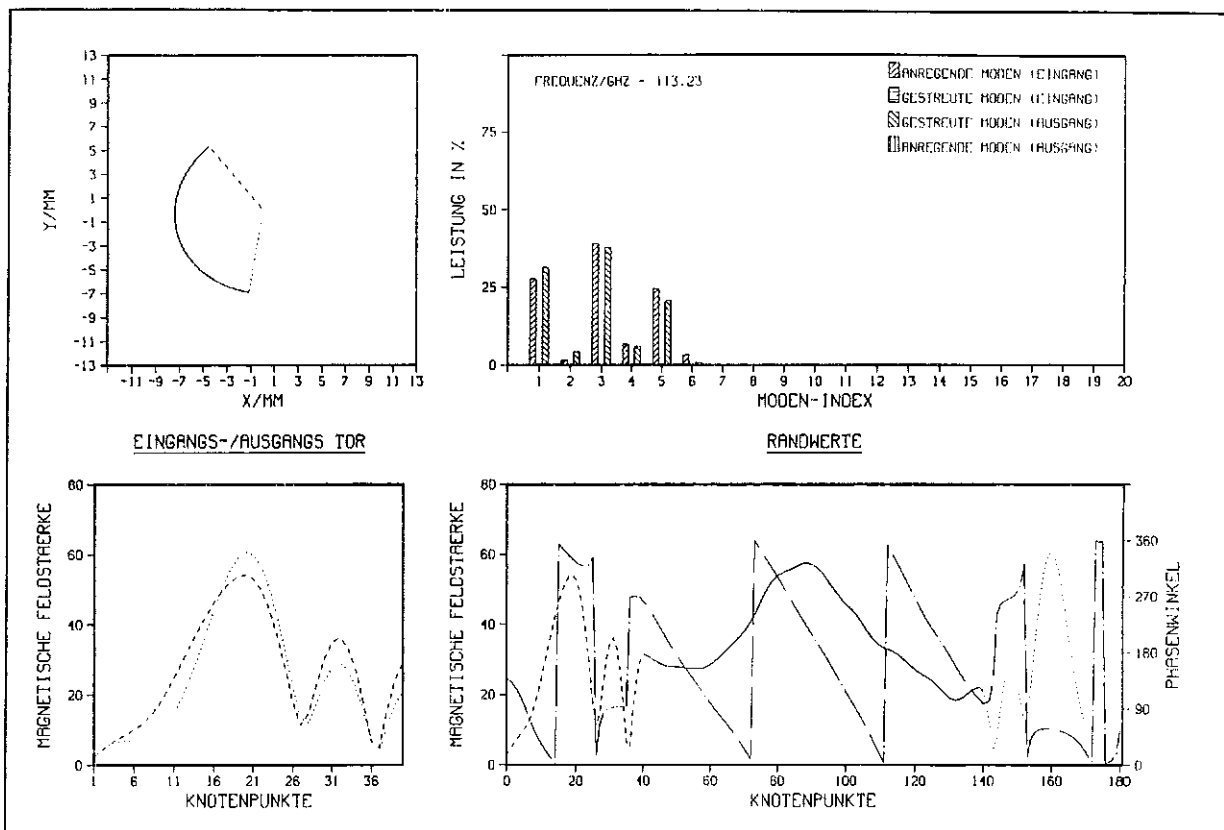 13
11
9
7
5
3
1
-1
-3
-5
-7
-9
-11
-13
Y/MM
-11 -9 -7 -5 -3 -1 1 3 5 7 9 11 13
X/MM
FREQUENZ/GHZ - 113.23
ANREGENDE MODEN (EINGANG)
GESTREUTE MODEN (EINGANG)
GESTREUTE MODEN (AUSGANG)
ANREGENDE MODEN (AUSGANG)
75
50
25
0
LEISTUNG IN %
1 2 3 4 5 6 7 8 9 10 11 12 13 14 15 16 17 18 19 20
MODEN-INDEX
EINGANGS-/AUSGANGS TOR
80
60
40
20
0
MAGNETISCHE FELDSTAERKE
1 6 11 16 21 26 31 36
KNOTENPUNKTE
RANDWERTE
80
60
40
20
0
MAGNETISCHE FELDSTAERKE
0 20 40 60 80 100 120 140 160 180
KNOTENPUNKTE
360
270
180
90
0
PHASENWINKEL